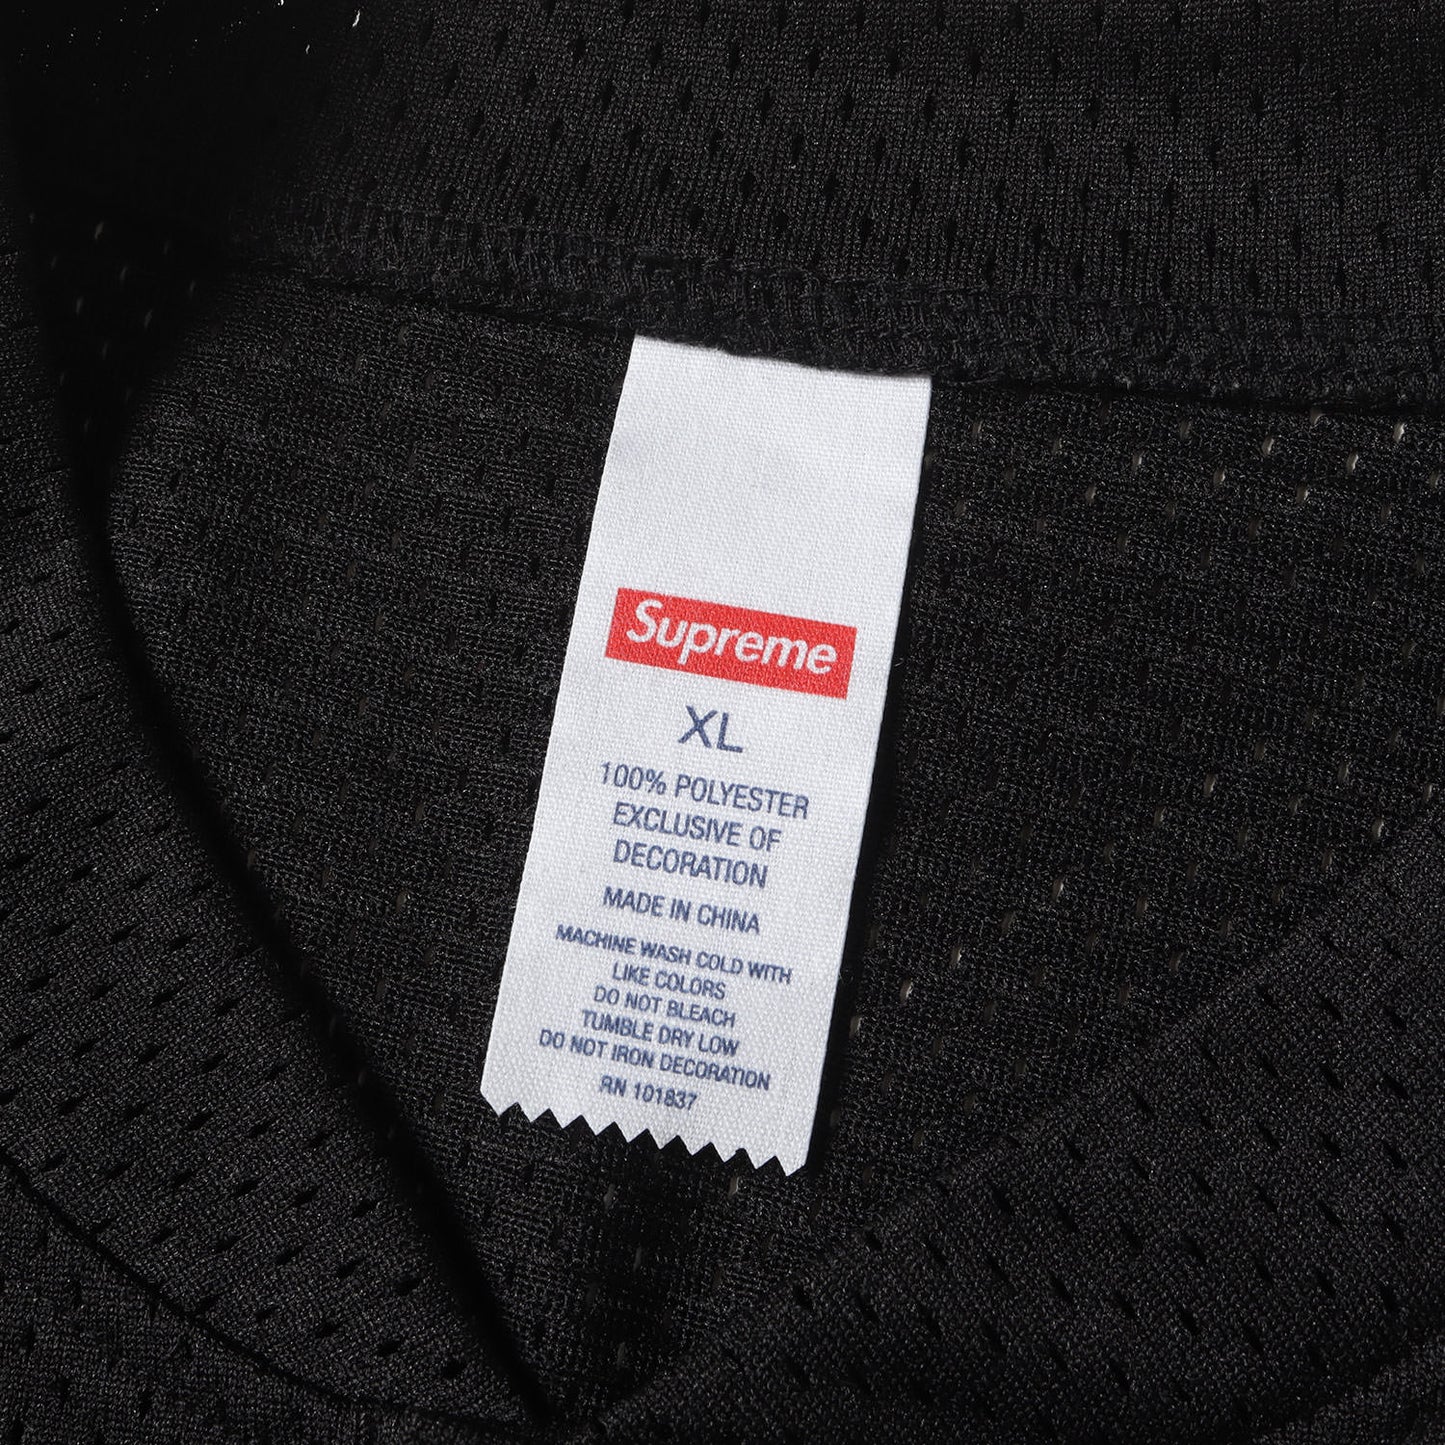 Supreme
XL
100% POLYESTER
EXCLUSIVE OF
DECORATION
MADE IN CHINA
MACHINE WASH COLD WITH
LIKE COLORS
DO NOT BLEACH
TUMBLE DRY LOW
DO NOT IRON DECORATION
RN 101837